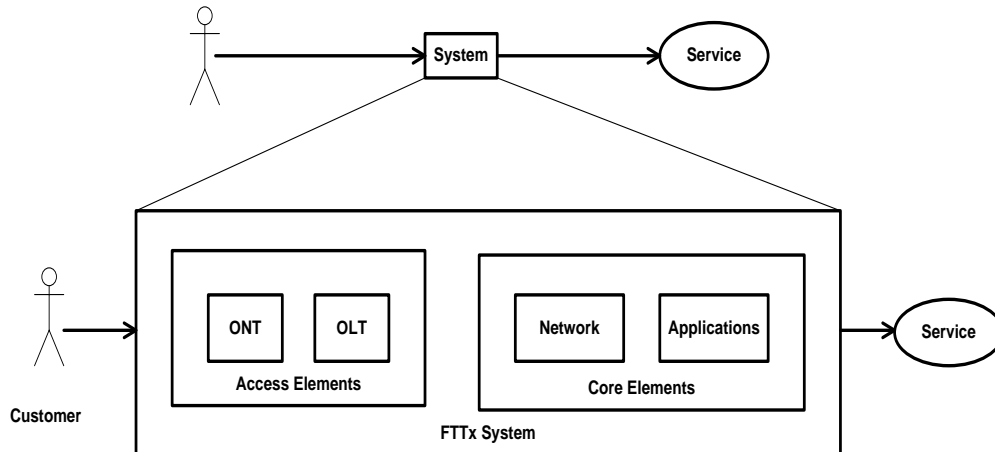 System
Service
ONT
OLT
Access Elements
Network
Applications
Core Elements
Service
Customer
FTTx System